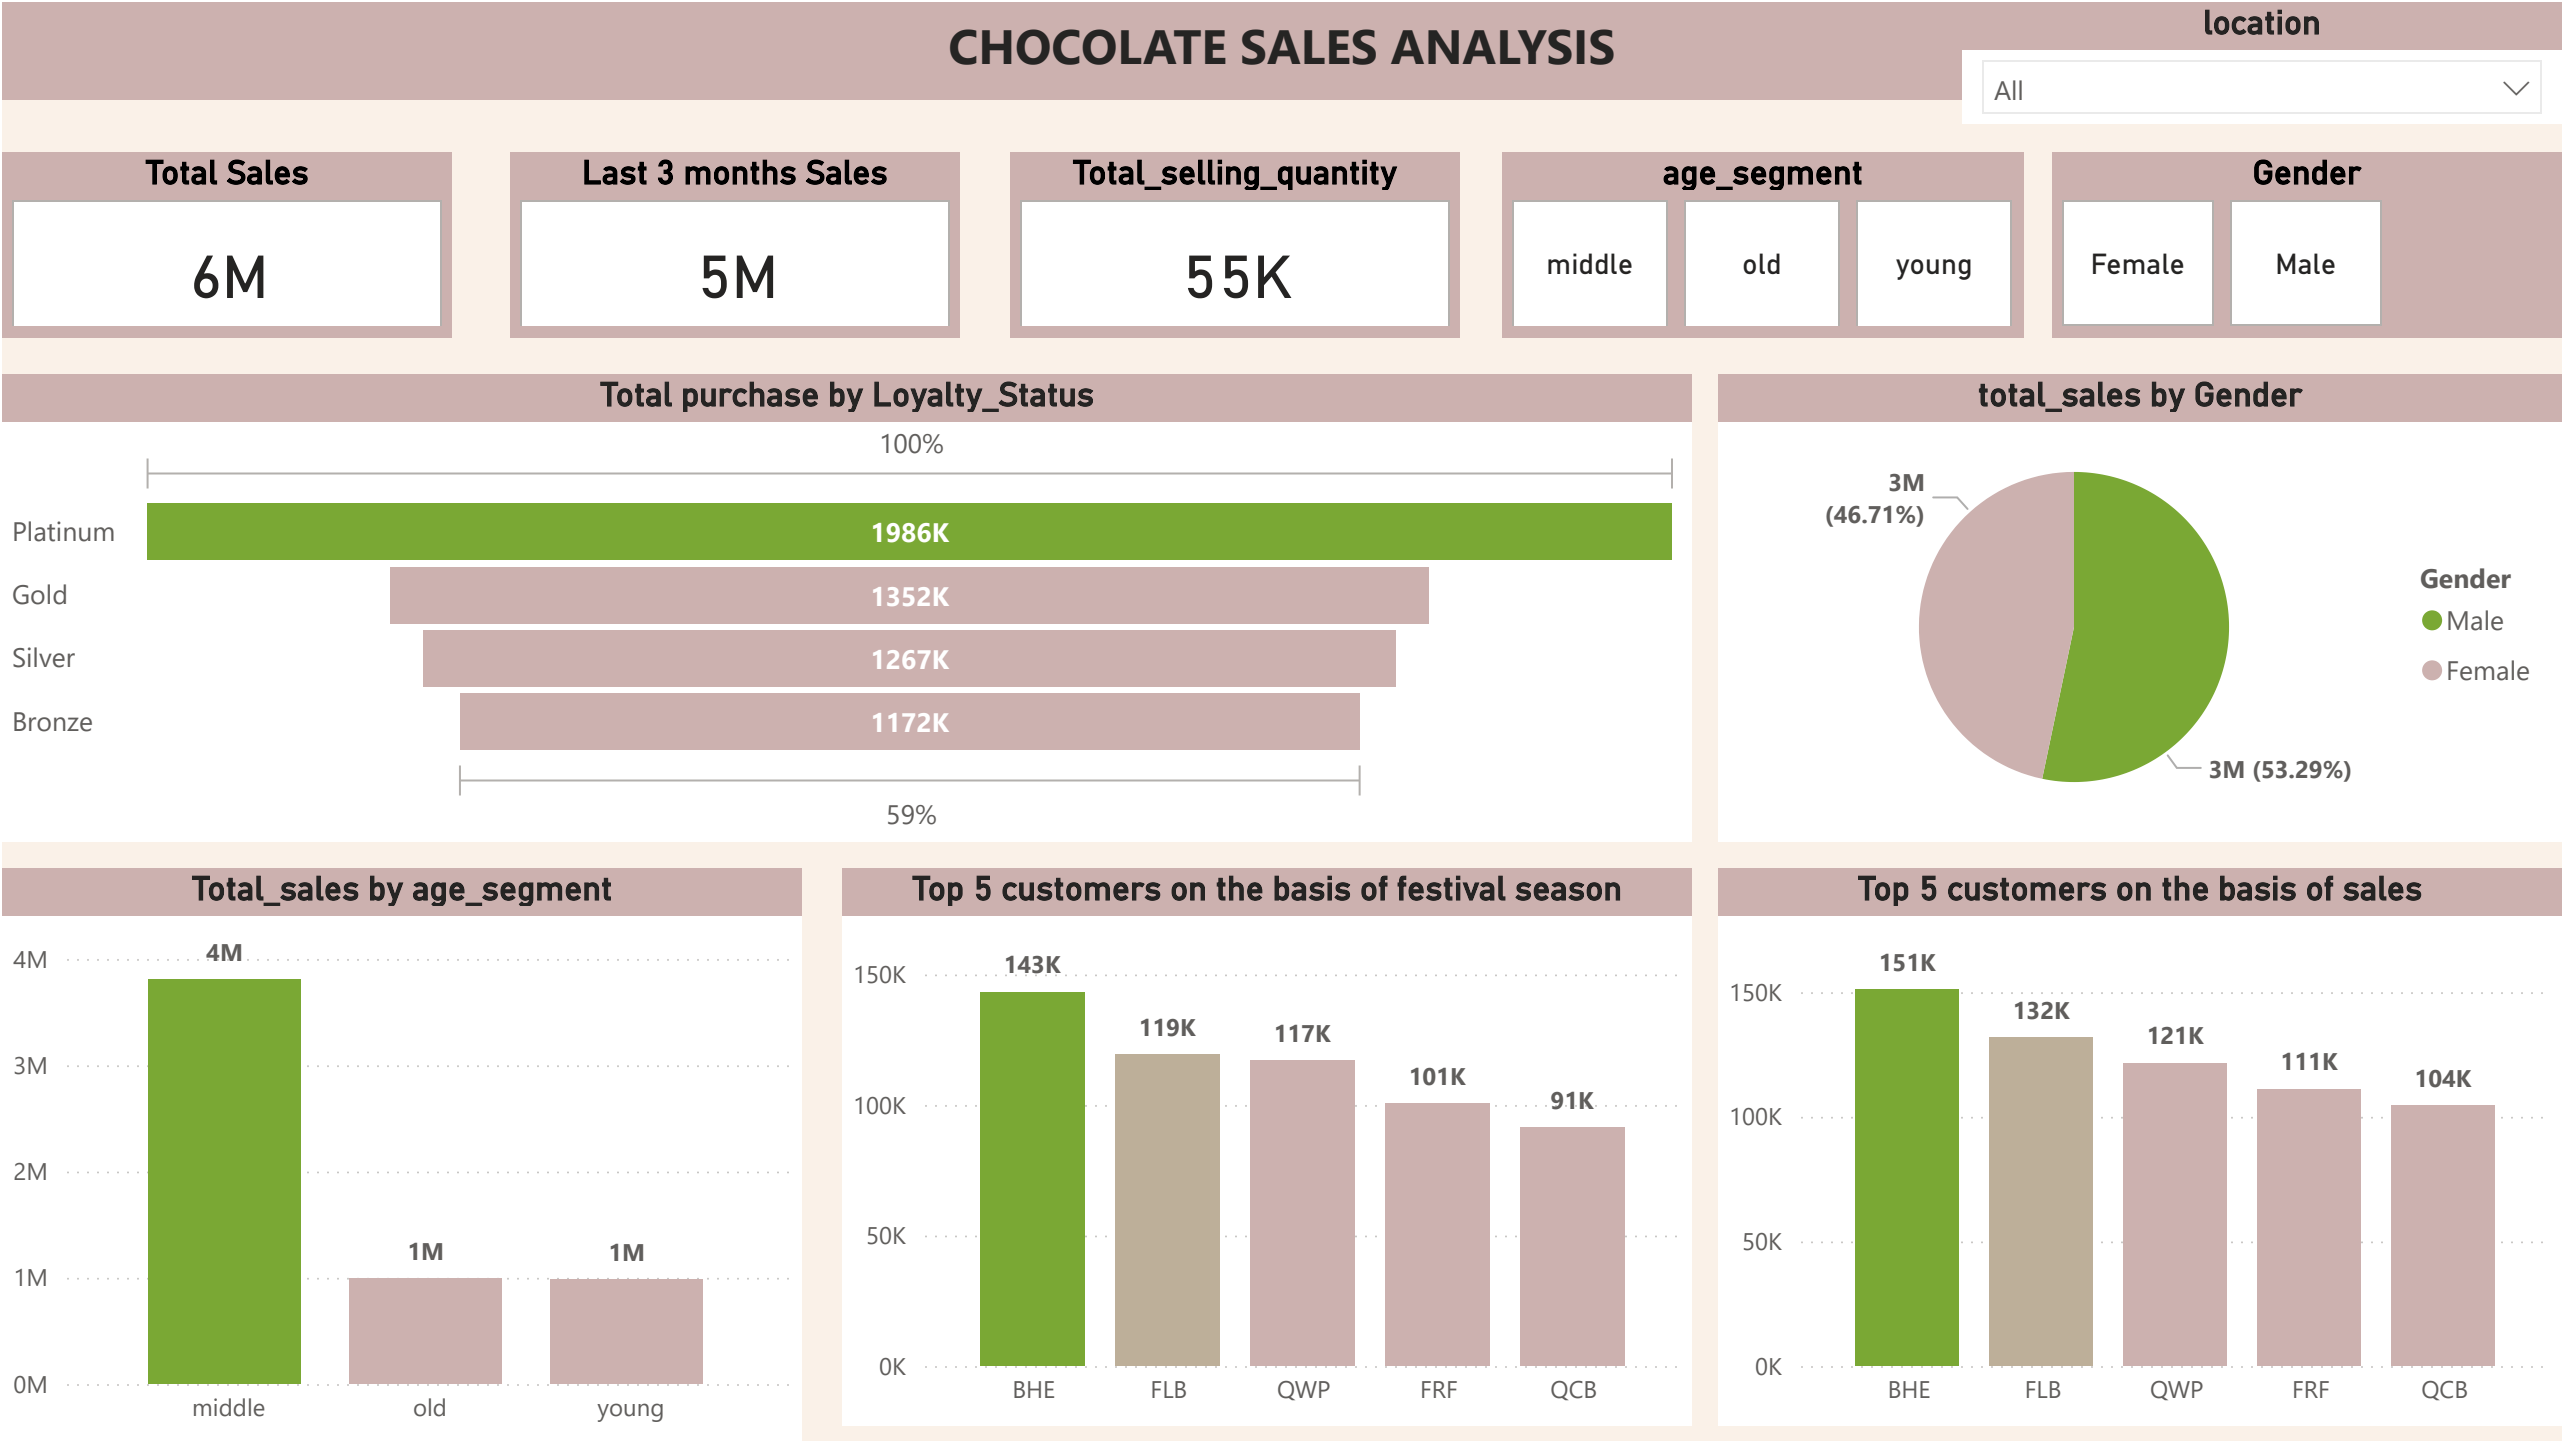 CHOCOLATE SALES ANALYSIS
location
All
Total Sales
6M
Last 3 months Sales
5M
Total_selling_quantity
55K
age_segment
middle
old
young
Gender
Female
Male
Total purchase by Loyalty_Status
100%
Platinum
1986K
Gold
1352K
Silver
1267K
Bronze
1172K
59%
total_sales by Gender
3M
(46.71%)
3M (53.29%)
Gender
Male
Female
Total_sales by age_segment
4M
3M
2M
1M
0M
4M
1M
1M
middle
old
young
Top 5 customers on the basis of festival season
150K
100K
50K
0K
143K
119K
117K
101K
91K
BHE
FLB
QWP
FRF
QCB
Top 5 customers on the basis of sales
150K
100K
50K
0K
151K
132K
121K
111K
104K
BHE
FLB
QWP
FRF
QCB